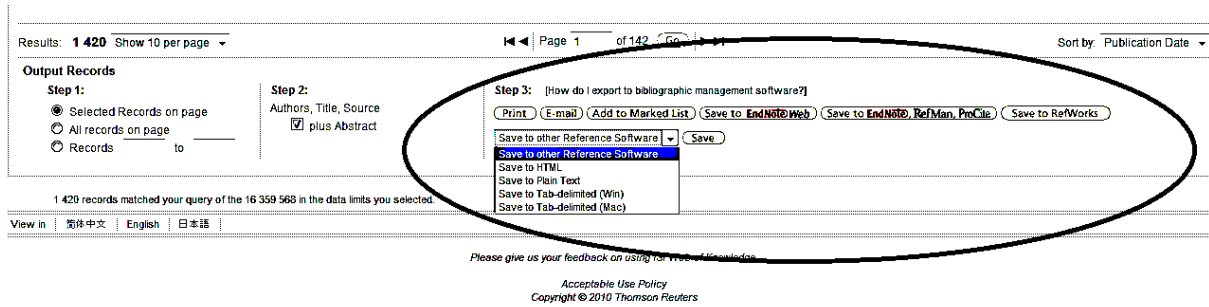 Results: 1 420 Show 10 per page Page 1 of 142 Go Sort by: Publication Date
Output Records
Step 1: Step 2: Step 3: [How do I export to bibliographic management software?]
Selected Records on page Authors, Title, Source Print E-mail Add to Marked List Save to EndNote Web Save to EndNote, RefMan, ProCite Save to RefWorks
All records on page plus Abstract
Records to Save to other Reference Software Save
Save to other Reference Software
Save to HTML
Save to Plain Text
Save to Tab-delimited (Win)
Save to Tab-delimited (Mac)
1 420 records matched your query of the 16 359 568 in the data limits you selected.
View in 简体中文 English 日本語
Please give us your feedback on using ISI Web of Knowledge
Acceptable Use Policy
Copyright © 2010 Thomson Reuters